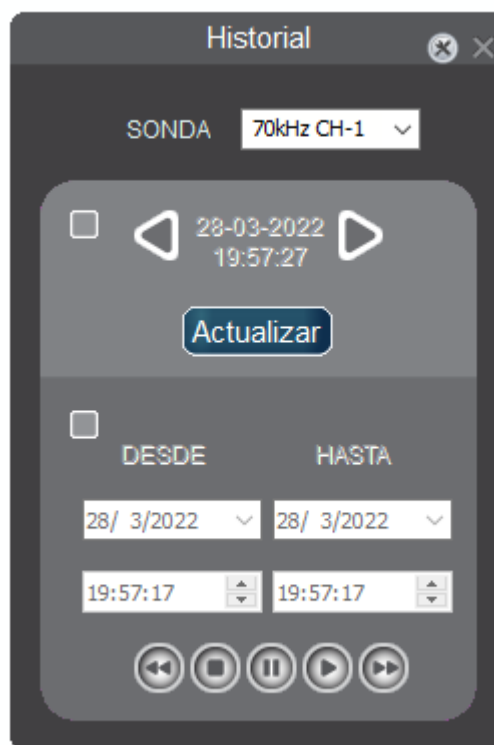 Historial
SONDA 70kHz CH-1
28-03-2022
19:57:27
Actualizar
DESDE HASTA
28/ 3/2022 28/ 3/2022
19:57:17 19:57:17